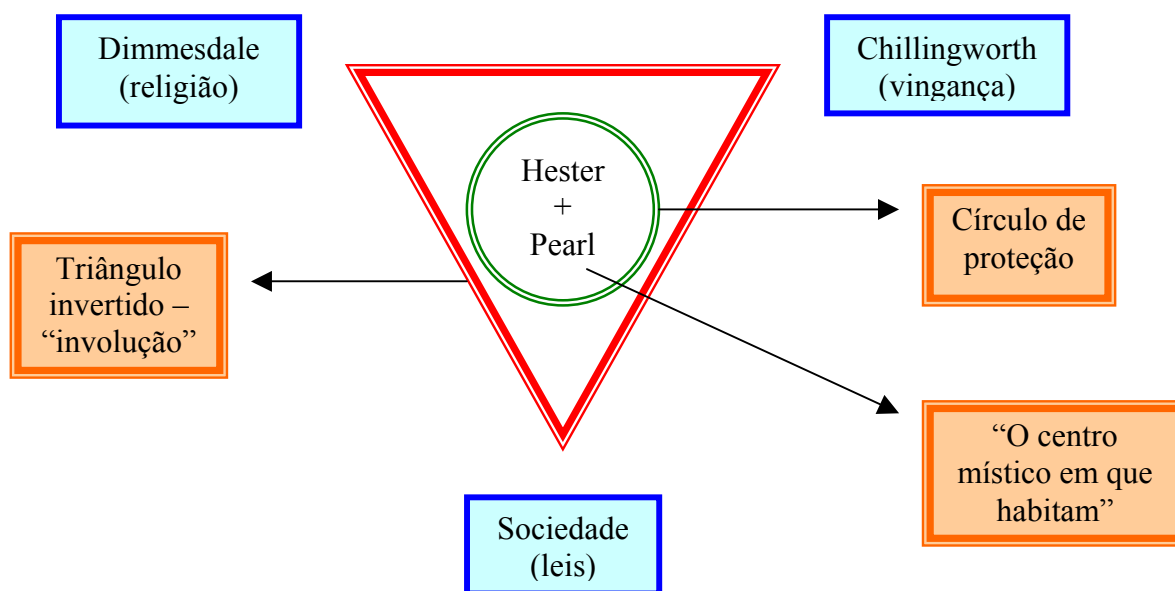 Dimmesdale
(religião)
Chillingworth
(vingança)
Hester
+
Pearl
Círculo de
proteção
Triângulo
invertido –
“involução”
“O centro
místico em que
habitam”
Sociedade
(leis)